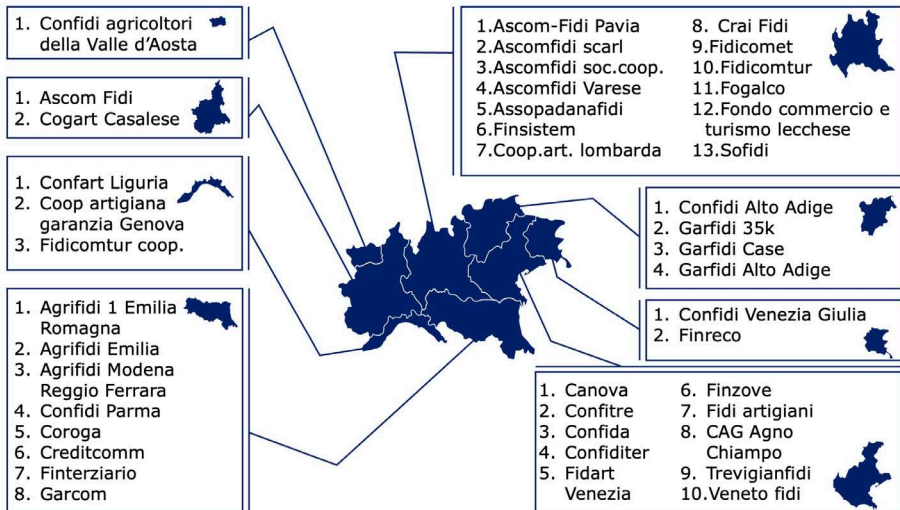 1. Confidi agricoltori
della Valle d’Aosta
1. Ascom Fidi
2. Cogart Casalese
1. Confart Liguria
2. Coop artigiana
garanzia Genova
3. Fidicomtur coop.
1. Agrifidi 1 Emilia
Romagna
2. Agrifidi Emilia
3. Agrifidi Modena
Reggio Ferrara
4. Confidi Parma
5. Coroga
6. Creditcomm
7. Finterziario
8. Garcom
1.Ascom-Fidi Pavia
2.Ascomfidi scarl
3.Ascomfidi soc.coop.
4.Ascomfidi Varese
5.Assopadanafidi
6.Finsistem
7.Coop.art. lombarda
8. Crai Fidi
9.Fidicomet
10.Fidicomtur
11.Fogalco
12.Fondo commercio e
turismo lecchese
13.Sofidi
1. Confidi Alto Adige
2. Garfidi 35k
3. Garfidi Case
4. Garfidi Alto Adige
1. Confidi Venezia Giulia
2. Finreco
1. Canova
2. Confitre
3. Confida
4. Confiditer
5. Fidart
Venezia
6. Finzove
7. Fidi artigiani
8. CAG Agno
Chiampo
9. Trevigianfidi
10.Veneto fidi